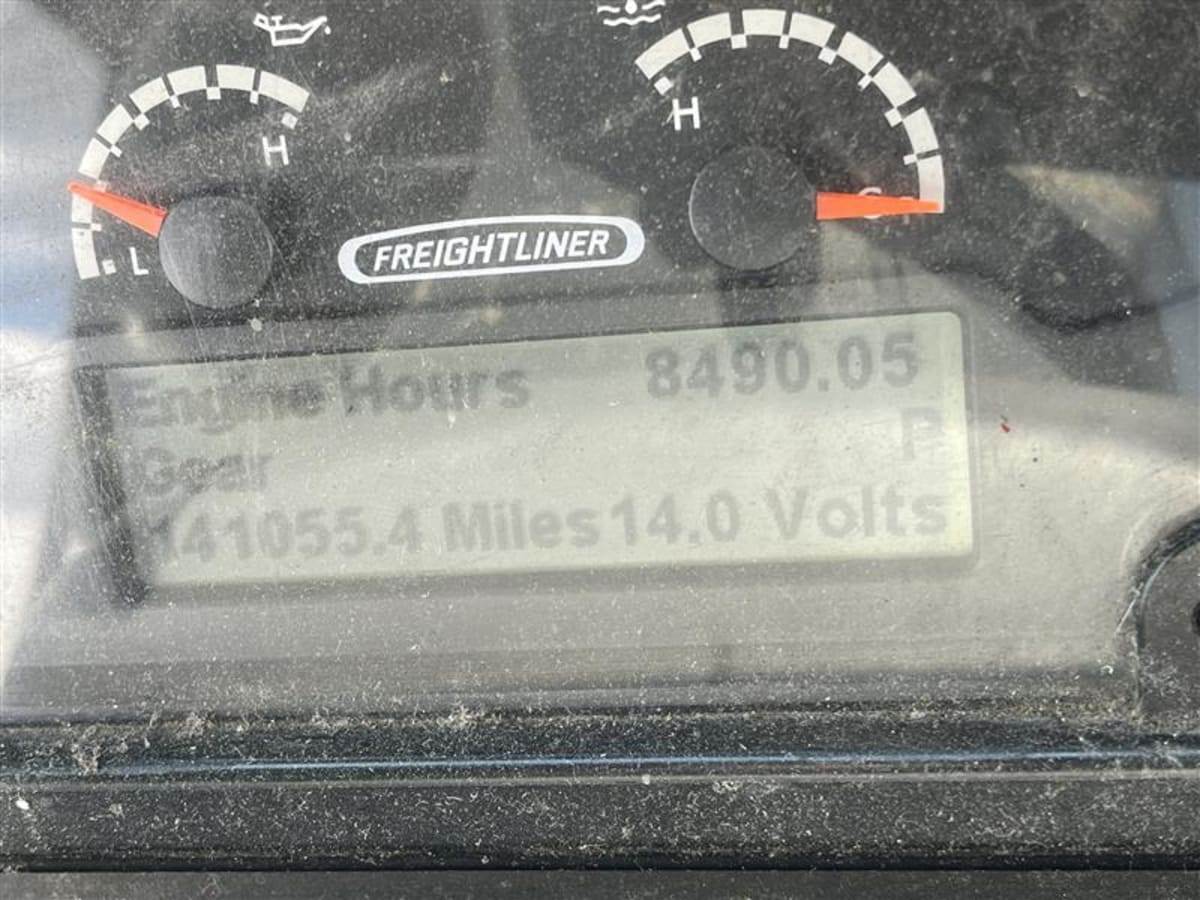 H
H
L
C
FREIGHTLINER
Engine Hours 8490.05
Gear P
141055.4 Miles 14.0 Volts